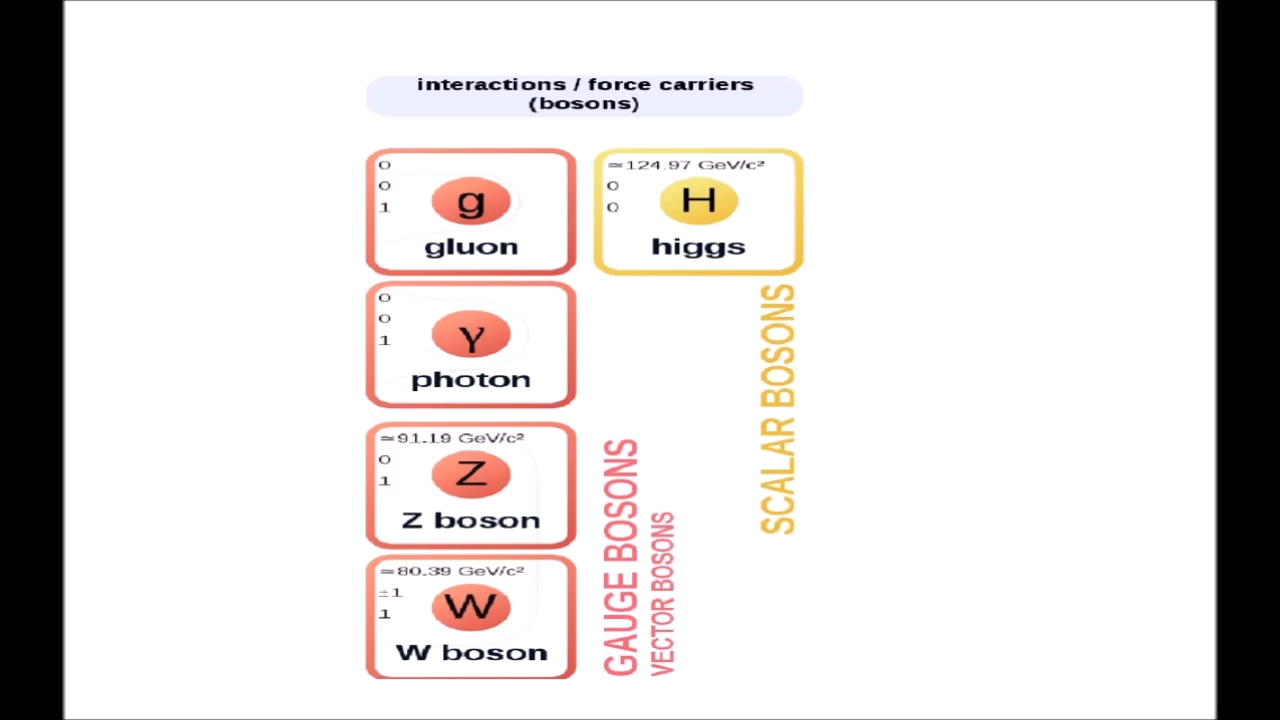 interactions / force carriers
(bosons)
0
0
1
g
gluon
≃124.97 GeV/c²
0
0
H
higgs
0
0
1
γ
photon
≃91.19 GeV/c²
0
1
Z
Z boson
≃80.39 GeV/c²
±1
1
W
W boson
GAUGE BOSONS
VECTOR BOSONS
SCALAR BOSONS